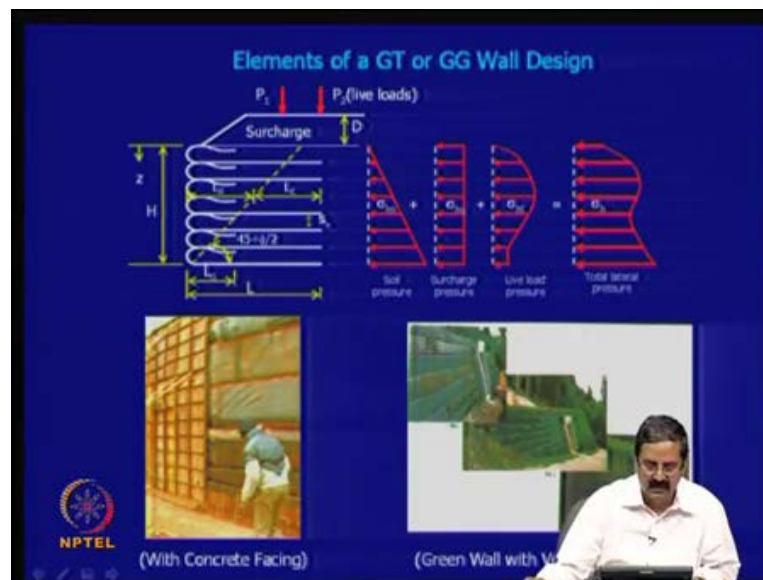 Elements of a GT or GG Wall Design
P₁ P₂(live loads)
Surcharge D
z
H
45+ϕ/2
L
σ + σ + σ = σ
Soil pressure
Surcharge pressure
Live load pressure
Total lateral pressure
NPTEL
(With Concrete Facing)
(Green Wall with